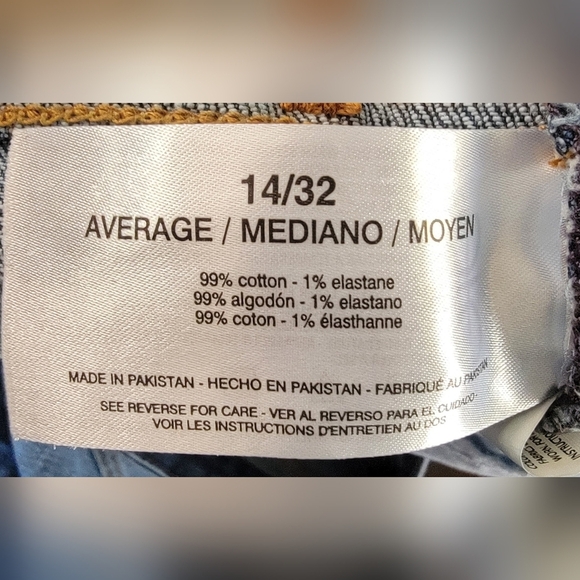 14/32
AVERAGE / MEDIANO / MOYEN
99% cotton - 1% elastane
99% algodón - 1% elastano
99% coton - 1% élasthanne
MADE IN PAKISTAN - HECHO EN PAKISTAN - FABRIQUÉ AU PAKISTAN
SEE REVERSE FOR CARE - VER AL REVERSO PARA EL CUIDADO -
VOIR LES INSTRUCTIONS D'ENTRETIEN AU DOS